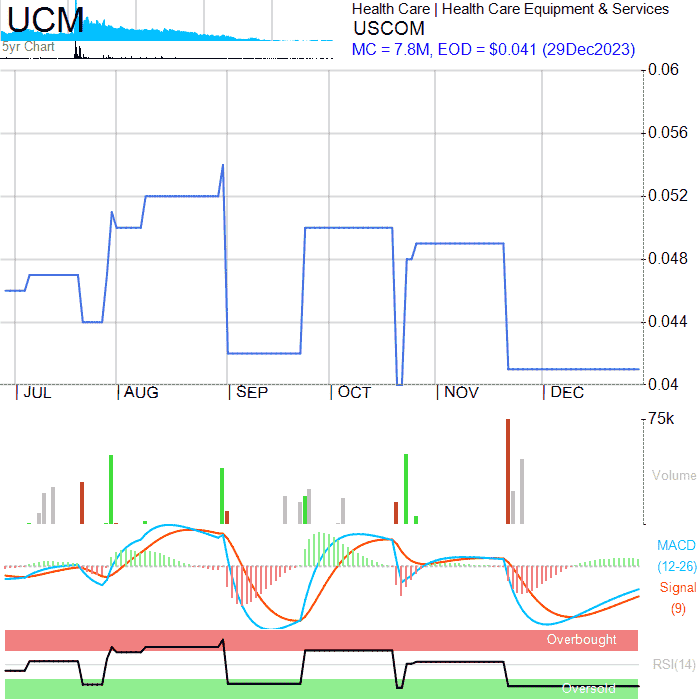 UCM
5yr Chart
Health Care | Health Care Equipment & Services
USCOM
MC = 7.8M, EOD = $0.041 (29Dec2023)
0.06
0.056
0.052
0.048
0.044
0.04
JUL AUG SEP OCT NOV DEC
75k
Volume
MACD
(12-26)
Signal
(9)
Overbought
RSI(14)
Oversold